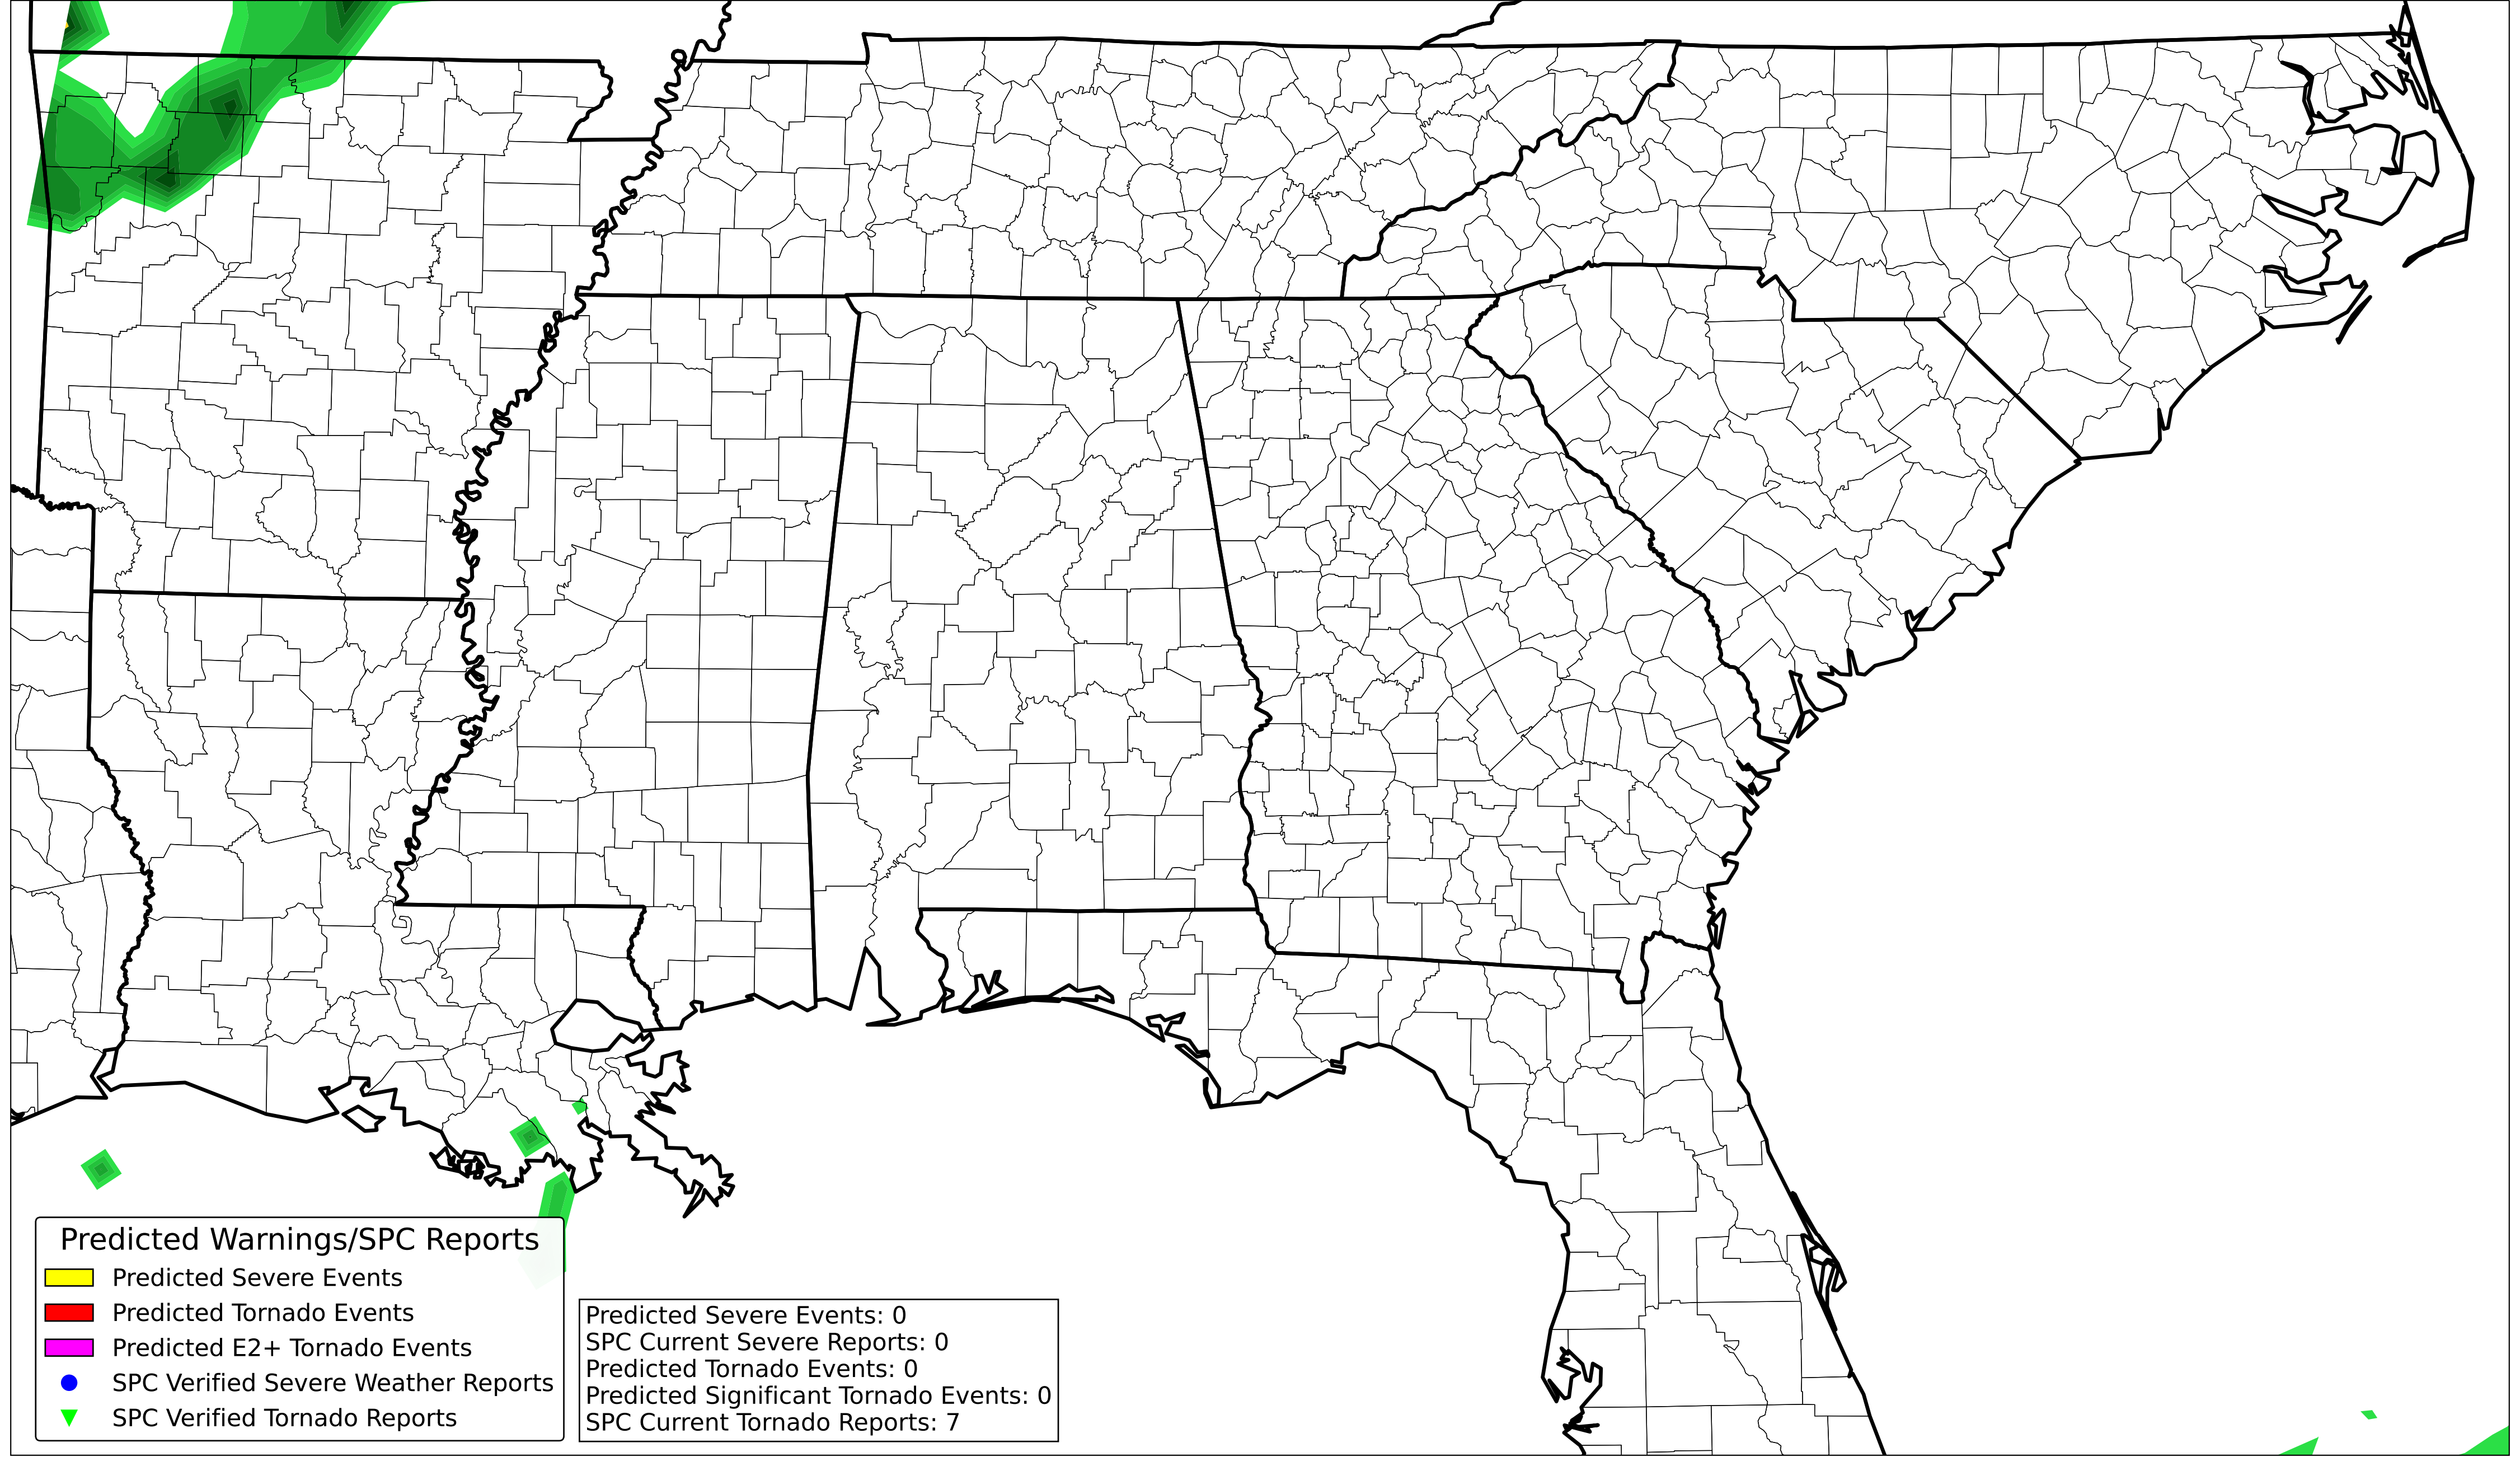 Predicted Warnings/SPC Reports
Predicted Severe Events
Predicted Tornado Events
Predicted E2+ Tornado Events
SPC Verified Severe Weather Reports
SPC Verified Tornado Reports
Predicted Severe Events: 0
SPC Current Severe Reports: 0
Predicted Tornado Events: 0
Predicted Significant Tornado Events: 0
SPC Current Tornado Reports: 7